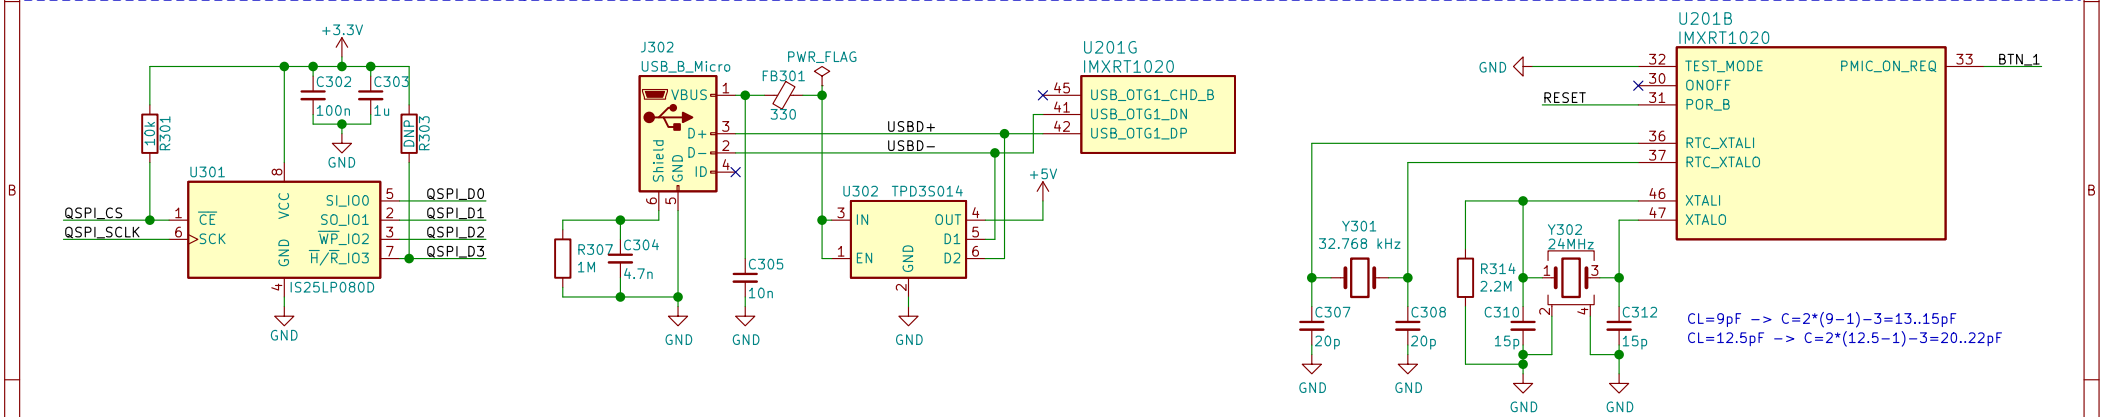 B
+3.3V
C302
100n
C303
1u
10k
R301
DNP
R303
GND
U301
8
VCC
QSPI_CS
1
CE
QSPI_SCLK
6
SCK
SI_IO0
5
QSPI_D0
SO_IO1
2
QSPI_D1
WP_IO2
3
QSPI_D2
H/R_IO3
7
QSPI_D3
GND
4
IS25LP080D
GND
J302
USB_B_Micro
VBUS
1
D+
3
D-
2
ID
4
Shield
GND
6
5
PWR_FLAG
FB301
330
USBD+
USBD-
R307
1M
C304
4.7n
GND
C305
10n
GND
U302
TPD3S014
3
IN
1
EN
OUT
4
D1
5
D2
6
GND
2
GND
+5V
U201G
IMXRT1020
45
USB_OTG1_CHD_B
41
USB_OTG1_DN
42
USB_OTG1_DP
U201B
IMXRT1020
GND
32
TEST_MODE
30
ONOFF
RESET
31
POR_B
36
RTC_XTALI
37
RTC_XTALO
46
XTALI
47
XTALO
PMIC_ON_REQ
33
BTN_1
Y301
32.768 kHz
C307
20p
GND
C308
20p
GND
R314
2.2M
Y302
24MHz
1
3
2
4
C310
15p
GND
C312
15p
GND
CL=9pF -> C=2*(9-1)-3=13..15pF
CL=12.5pF -> C=2*(12.5-1)-3=20..22pF
B